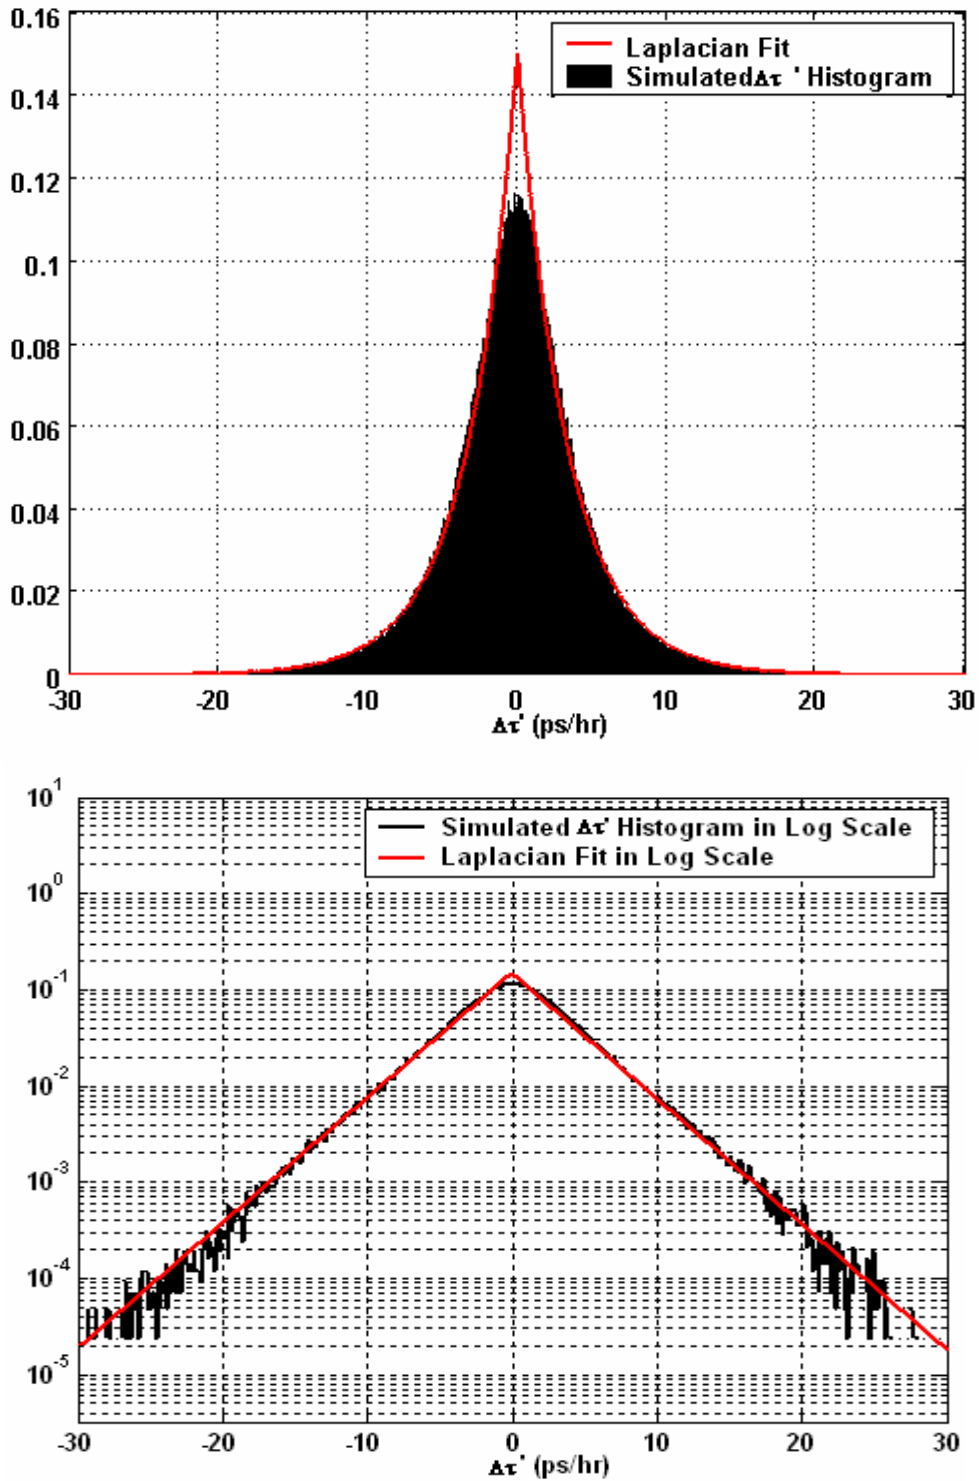 0.16
Laplacian Fit
SimulatedΔτ ' Histogram
0.14
0.12
0.1
0.08
0.06
0.04
0.02
0
-30 -20 -10 0 10 20 30
Δτ' (ps/hr)
10^1
Simulated Δτ' Histogram in Log Scale
Laplacian Fit in Log Scale
10^0
10^-1
10^-2
10^-3
10^-4
10^-5
-30 -20 -10 0 10 20 30
Δτ' (ps/hr)